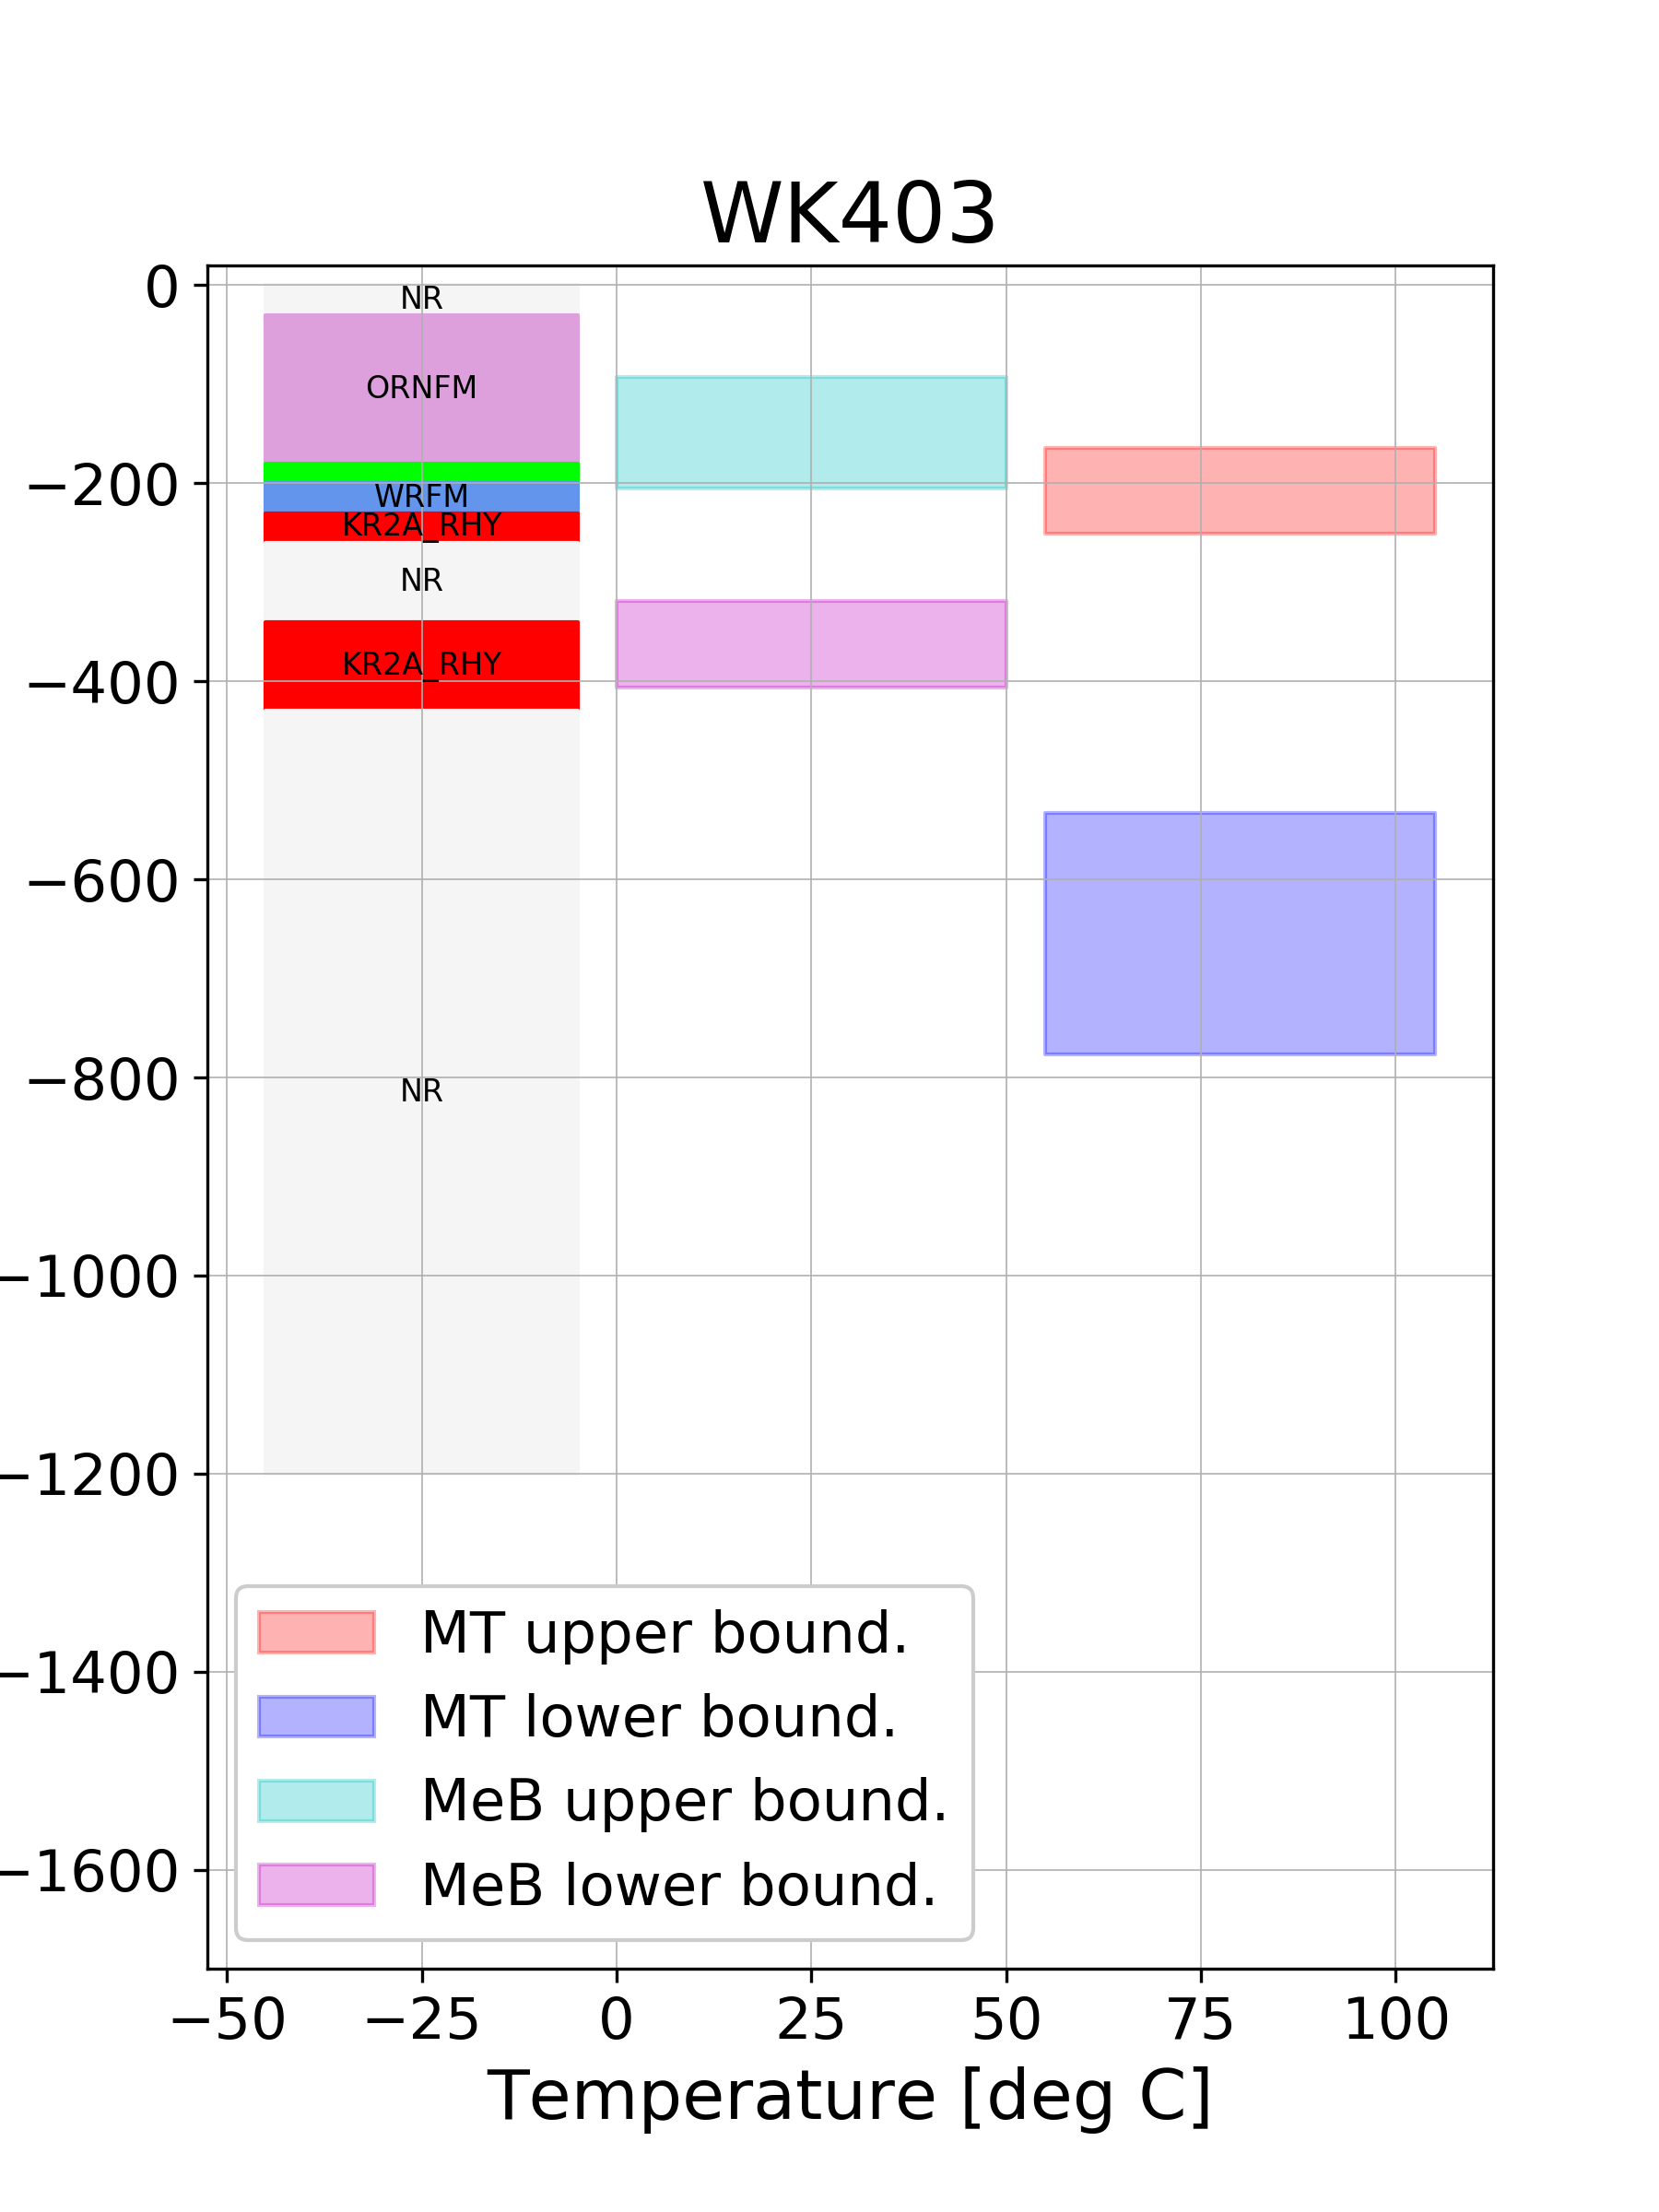 WK403
0
−200
−400
−600
−800
−1000
−1200
−1400
−1600
NR
ORNFM
WRFM
KR2A_RHY
NR
KR2A_RHY
NR
MT upper bound.
MT lower bound.
MeB upper bound.
MeB lower bound.
−50 −25 0 25 50 75 100
Temperature [deg C]